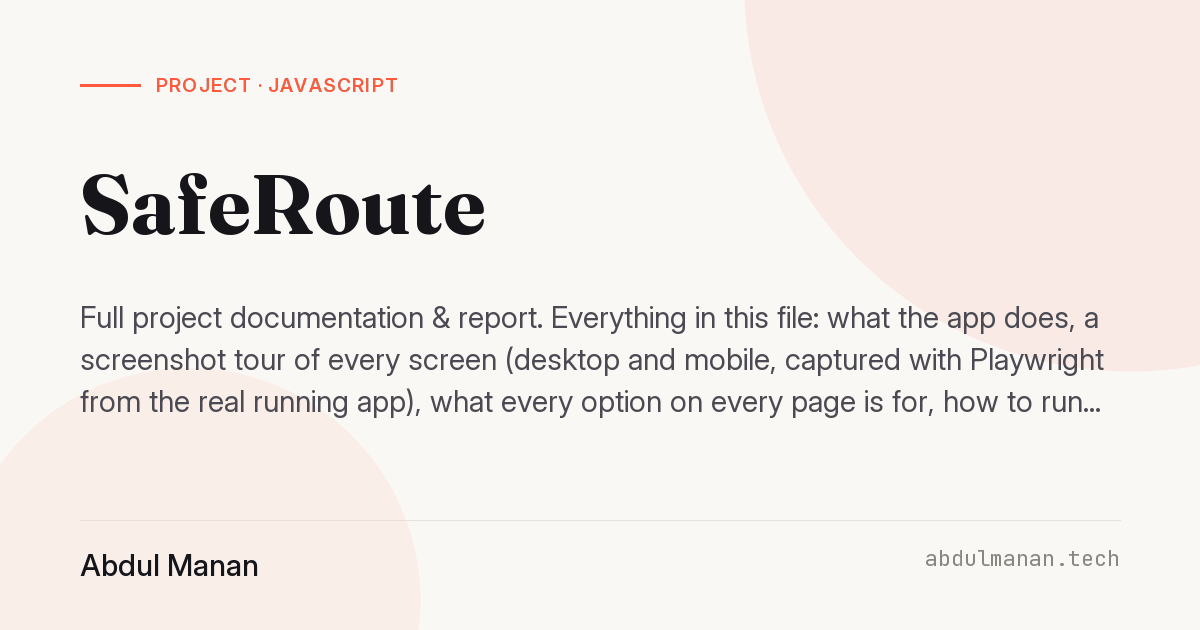 PROJECT · JAVASCRIPT
SafeRoute
Full project documentation & report. Everything in this file: what the app does, a
screenshot tour of every screen (desktop and mobile, captured with Playwright
from the real running app), what every option on every page is for, how to run...
Abdul Manan
abdulmanan.tech